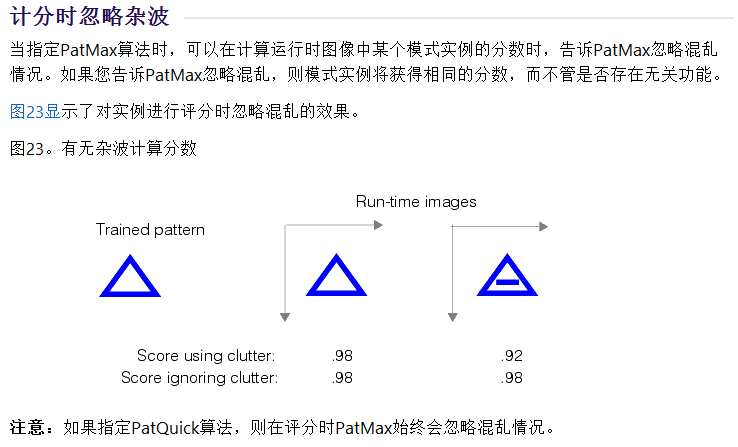 计分时忽略杂波
当指定PatMax算法时，可以在计算运行时图像中某个模式实例的分数时，告诉PatMax忽略混乱
情况。如果您告诉PatMax忽略混乱，则模式实例将获得相同的分数，而不管是否存在无关功能。
图23显示了对实例进行评分时忽略混乱的效果。
图23。有无杂波计算分数
Run-time images
Trained pattern
Score using clutter: .98 .92
Score ignoring clutter: .98 .98
注意：如果指定PatQuick算法，则在评分时PatMax始终会忽略混乱情况。